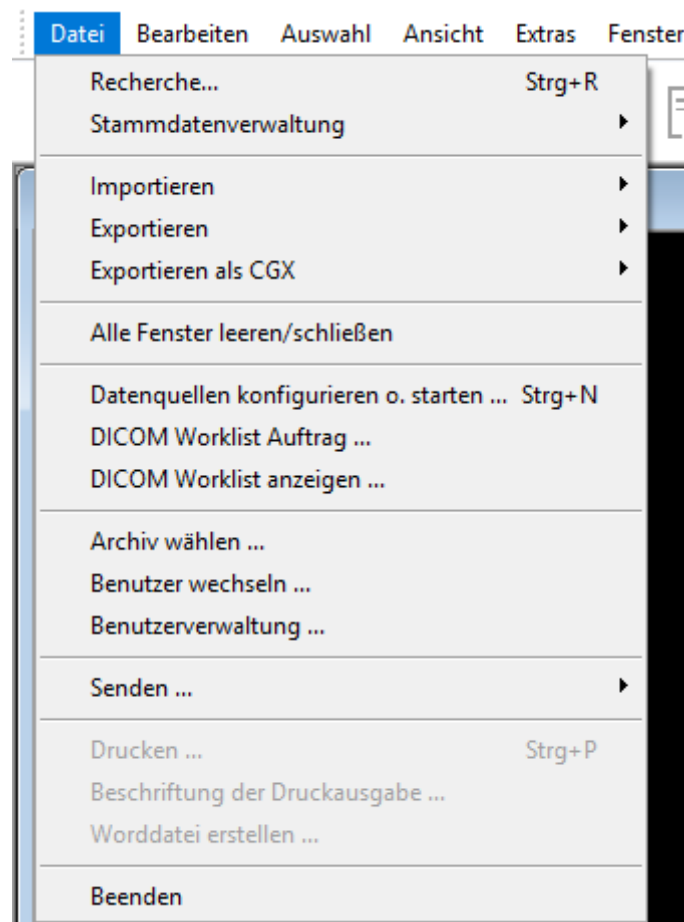 Datei Bearbeiten Auswahl Ansicht Extras Fenster
Recherche... Strg+R
Stammdatenverwaltung
Importieren
Exportieren
Exportieren als CGX
Alle Fenster leeren/schließen
Datenquellen konfigurieren o. starten ... Strg+N
DICOM Worklist Auftrag ...
DICOM Worklist anzeigen ...
Archiv wählen ...
Benutzer wechseln ...
Benutzerverwaltung ...
Senden ...
Drucken ... Strg+P
Beschriftung der Druckausgabe ...
Worddatei erstellen ...
Beenden